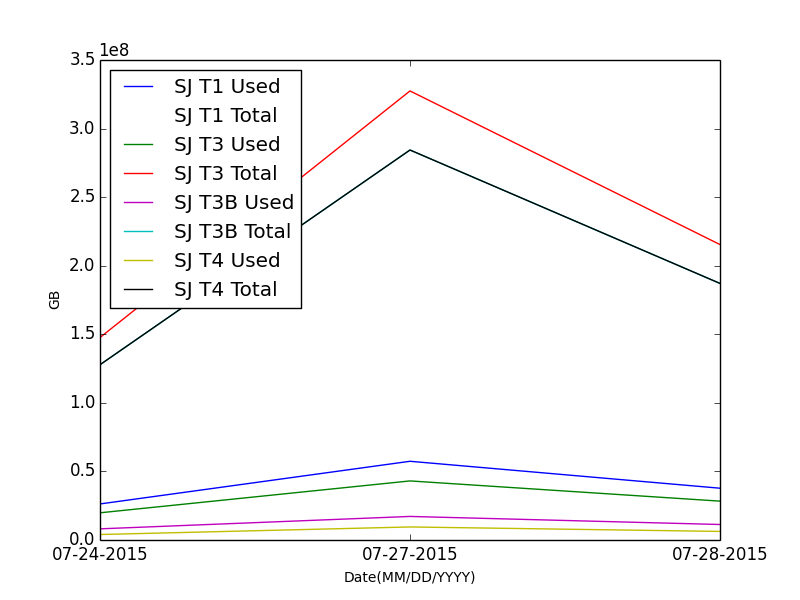 1e8
3.5
3.0
2.5
2.0
1.5
1.0
0.5
0.0
GB
SJ T1 Used
SJ T1 Total
SJ T3 Used
SJ T3 Total
SJ T3B Used
SJ T3B Total
SJ T4 Used
SJ T4 Total
07-24-2015
07-27-2015
07-28-2015
Date(MM/DD/YYYY)